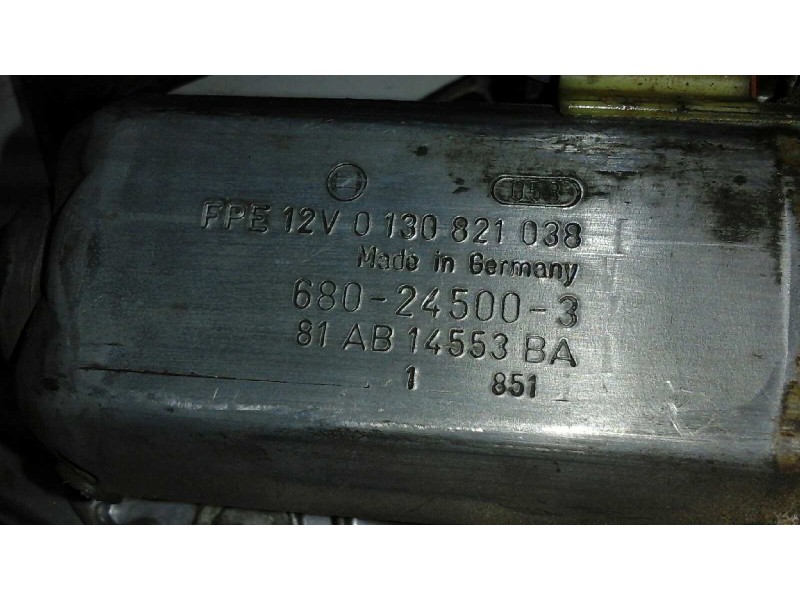 FPE 12V 0 130 821 038
Made in Germany
680-24500-3
81 AB 14553 BA
1 851